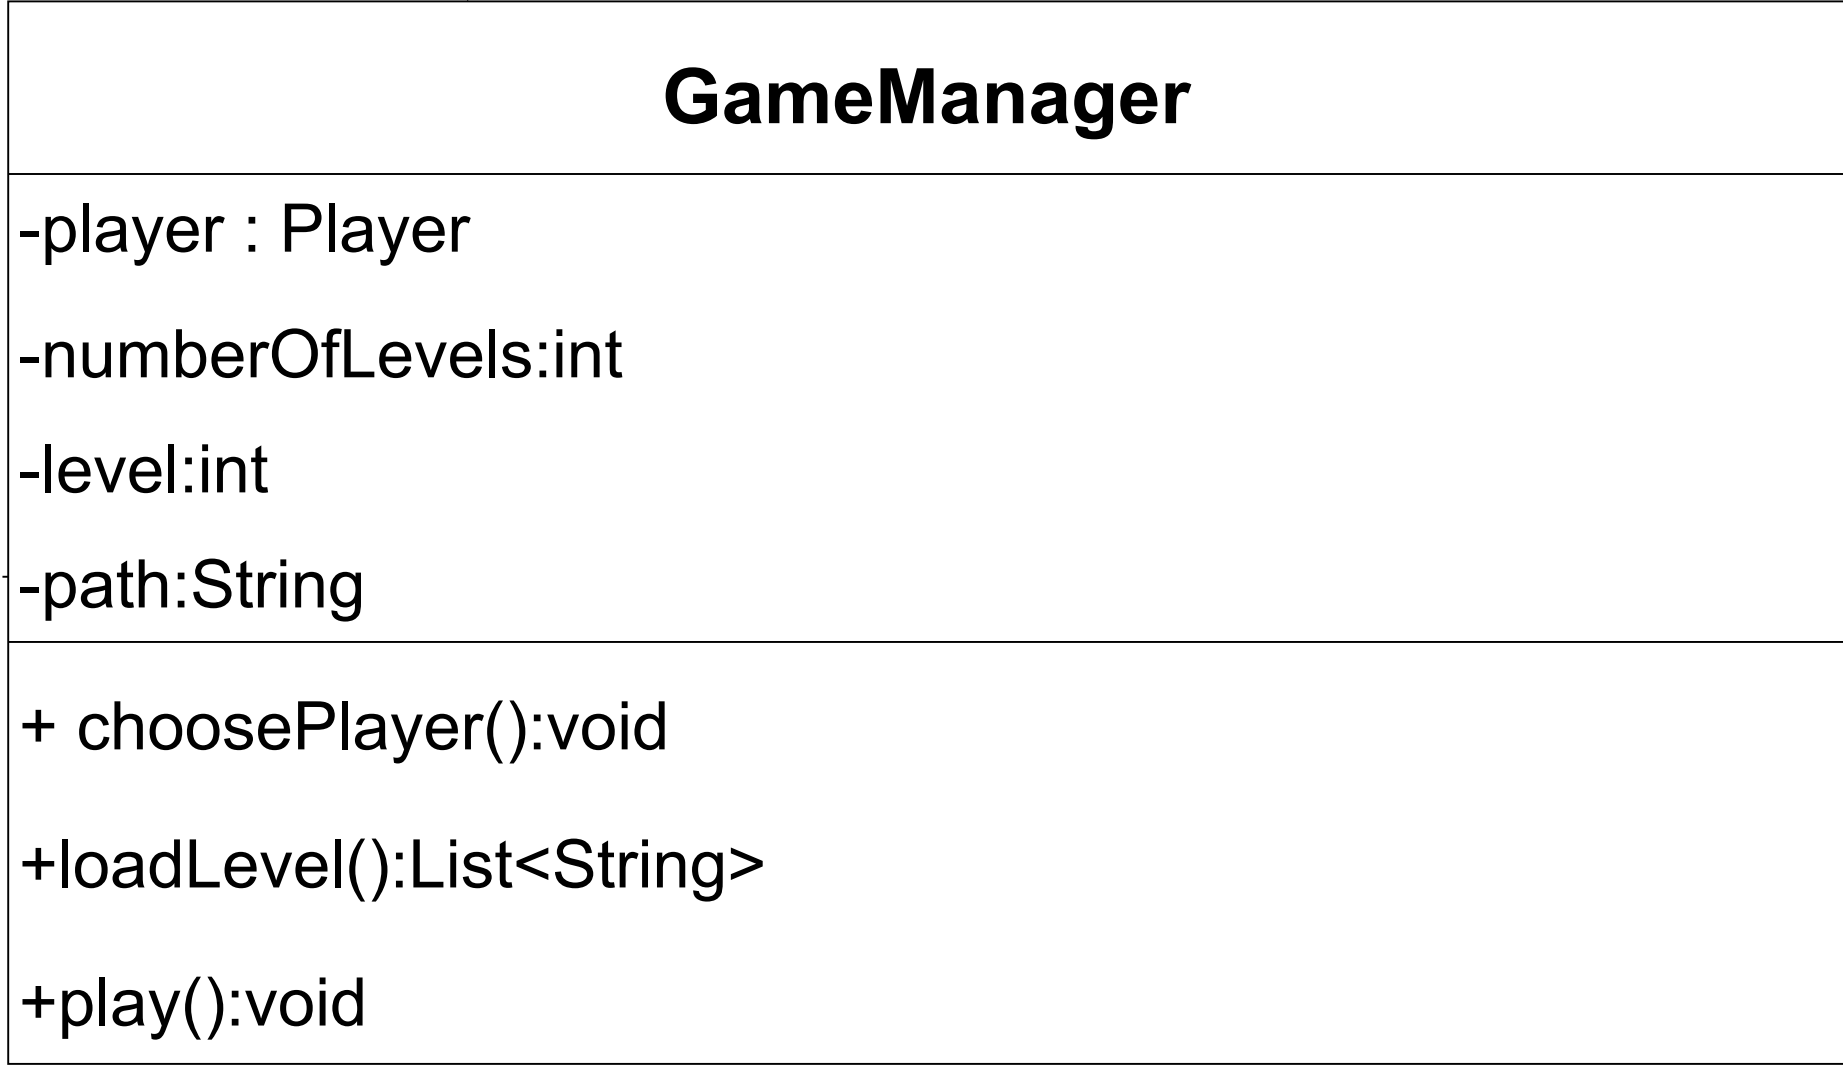 GameManager
-player : Player
-numberOfLevels:int
-level:int
-path:String
+ choosePlayer():void
+loadLevel():List<String>
+play():void